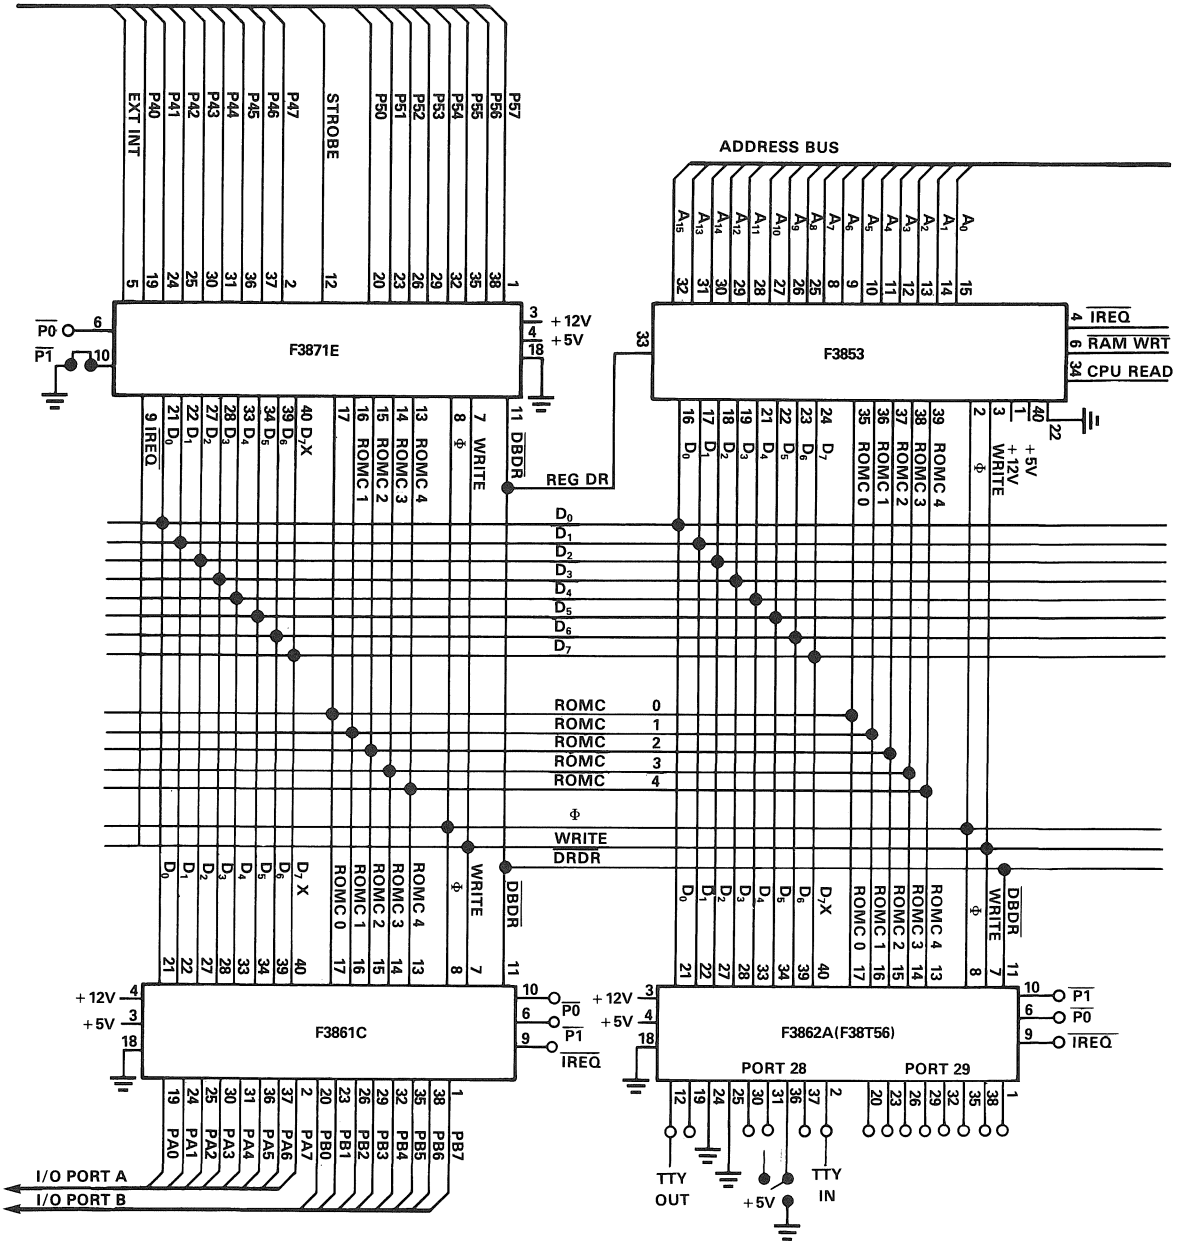 EXT INT
P40
P41
P42
P43
P44
P45
P46
P47
STROBE
P50
P51
P52
P53
P54
P55
P56
P57
5 19 24 25 30 31 36 37 2 12 20 23 26 29 32 35 38 1
P0 6
P1 10
F3871E
3 +12V
4 +5V
18
9 IREQ
21 D0
22 D1
27 D2
28 D3
33 D4
34 D5
39 D6
40 D7X
17
16 ROMC 1
15 ROMC 2
14 ROMC 3
13 ROMC 4
8 Φ
7 WRITE
11 DBDR
ADDRESS BUS
A15
A13
A14
A12
A11
A10
A9
A8
A7
A6
A5
A4
A3
A2
A1
A0
32 31 30 29 28 27 26 25 8 9 10 11 12 13 14 15
33
F3853
4 IREQ
6 RAM WRT
34 CPU READ
16 D0
17 D1
18 D2
19 D3
21 D4
22 D5
23 D6
24 D7
35 ROMC 0
36 ROMC 1
37 ROMC 2
38 ROMC 3
39 ROMC 4
2 Φ
WRITE
3 +12V
1 +5V
40
22
REG DR
D0
D1
D2
D3
D4
D5
D6
D7
ROMC 0
ROMC 1
ROMC 2
ROMC 3
ROMC 4
Φ
WRITE
DRDR
D0
D1
D2
D3
D4
D5
D6
D7 X
ROMC 0
ROMC 1
ROMC 2
ROMC 3
ROMC 4
Φ
WRITE
DBDR
21 22 27 28 33 34 39 40 17 16 15 14 13 8 7 11
+12V 4
+5V 3
18
F3861C
10 P0
6 P1
9 IREQ
19 24 25 30 31 36 37 2 20 23 26 29 32 35 38 1
PA0
PA1
PA2
PA3
PA4
PA5
PA6
PA7
PB0
PB1
PB2
PB3
PB4
PB5
PB6
PB7
I/O PORT A
I/O PORT B
D0
D1
D2
D3
D4
D5
D6
D7X
ROMC 0
ROMC 1
ROMC 2
ROMC 3
ROMC 4
Φ
WRITE
DBDR
21 22 27 28 33 34 39 40 17 16 15 14 13 8 7 11
+12V 3
+5V 4
18
F3862A(F38T56)
PORT 28
PORT 29
10 P1
6 P0
9 IREQ
12 19 24 25 30 31 36 37 2 20 23 26 29 32 35 38 1
TTY
OUT
+5V
TTY
IN